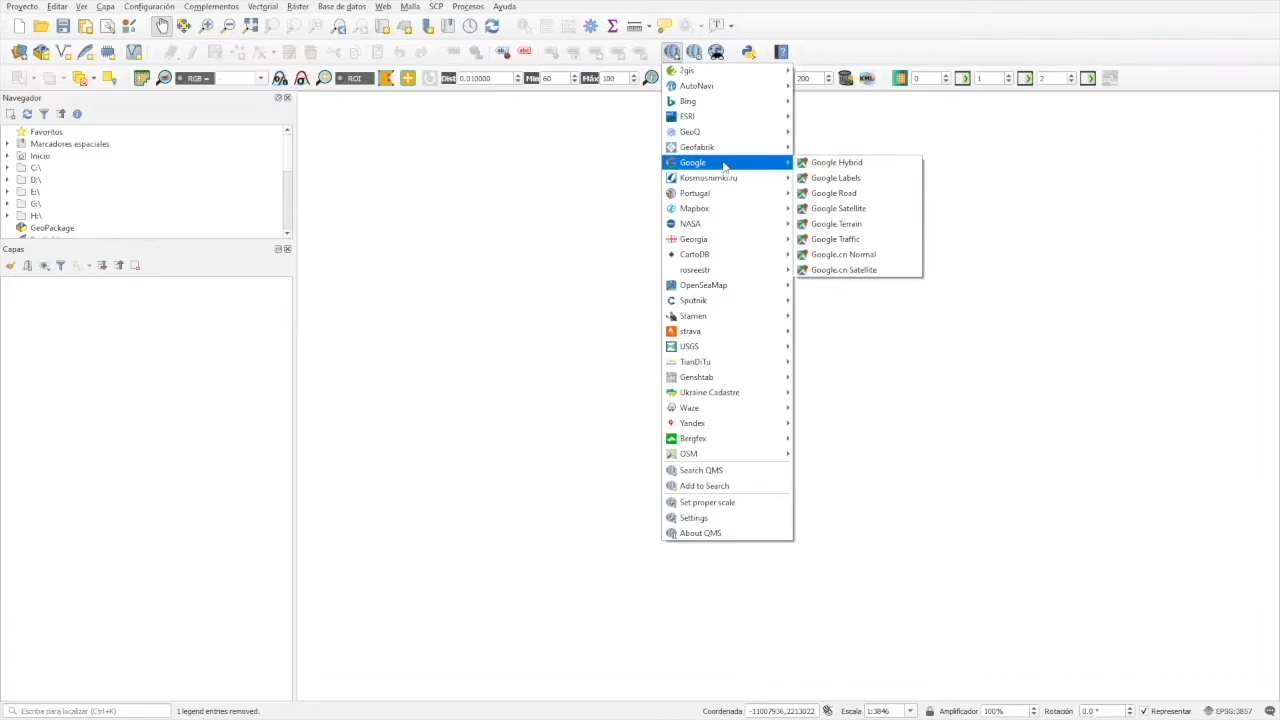 Proyecto Editar Ver Capa Configuración Complementos Vectorial Ráster Base de datos Web Malla SCP Procesos Ayuda
abc abc
RGB = - ROI Dist 0.010000 Min 60 Máx 100 200 KML 0 1 2
Navegador
Favoritos
Marcadores espaciales
Inicio
C:\
D:\
E:\
G:\
H:\
GeoPackage
Capas
2gis
AutoNavi
Bing
ESRI
GeoQ
Geofabrik
Google
Kosmosnimki.ru
Portugal
Mapbox
NASA
Georgia
CartoDB
rosreestr
OpenSeaMap
Sputnik
Stamen
strava
USGS
TianDiTu
Genshtab
Ukraine Cadastre
Waze
Yandex
Bergfex
OSM
Search QMS
Add to Search
Set proper scale
Settings
About QMS
Google Hybrid
Google Labels
Google Road
Google Satellite
Google Terrain
Google Traffic
Google.cn Normal
Google.cn Satellite
Escriba para localizar (Ctrl+K) 1 legend entries removed. Coordenada -11007936,2213022 Escala 1:3846 Amplificador 100% Rotación 0.0 ° Representar EPSG:3857